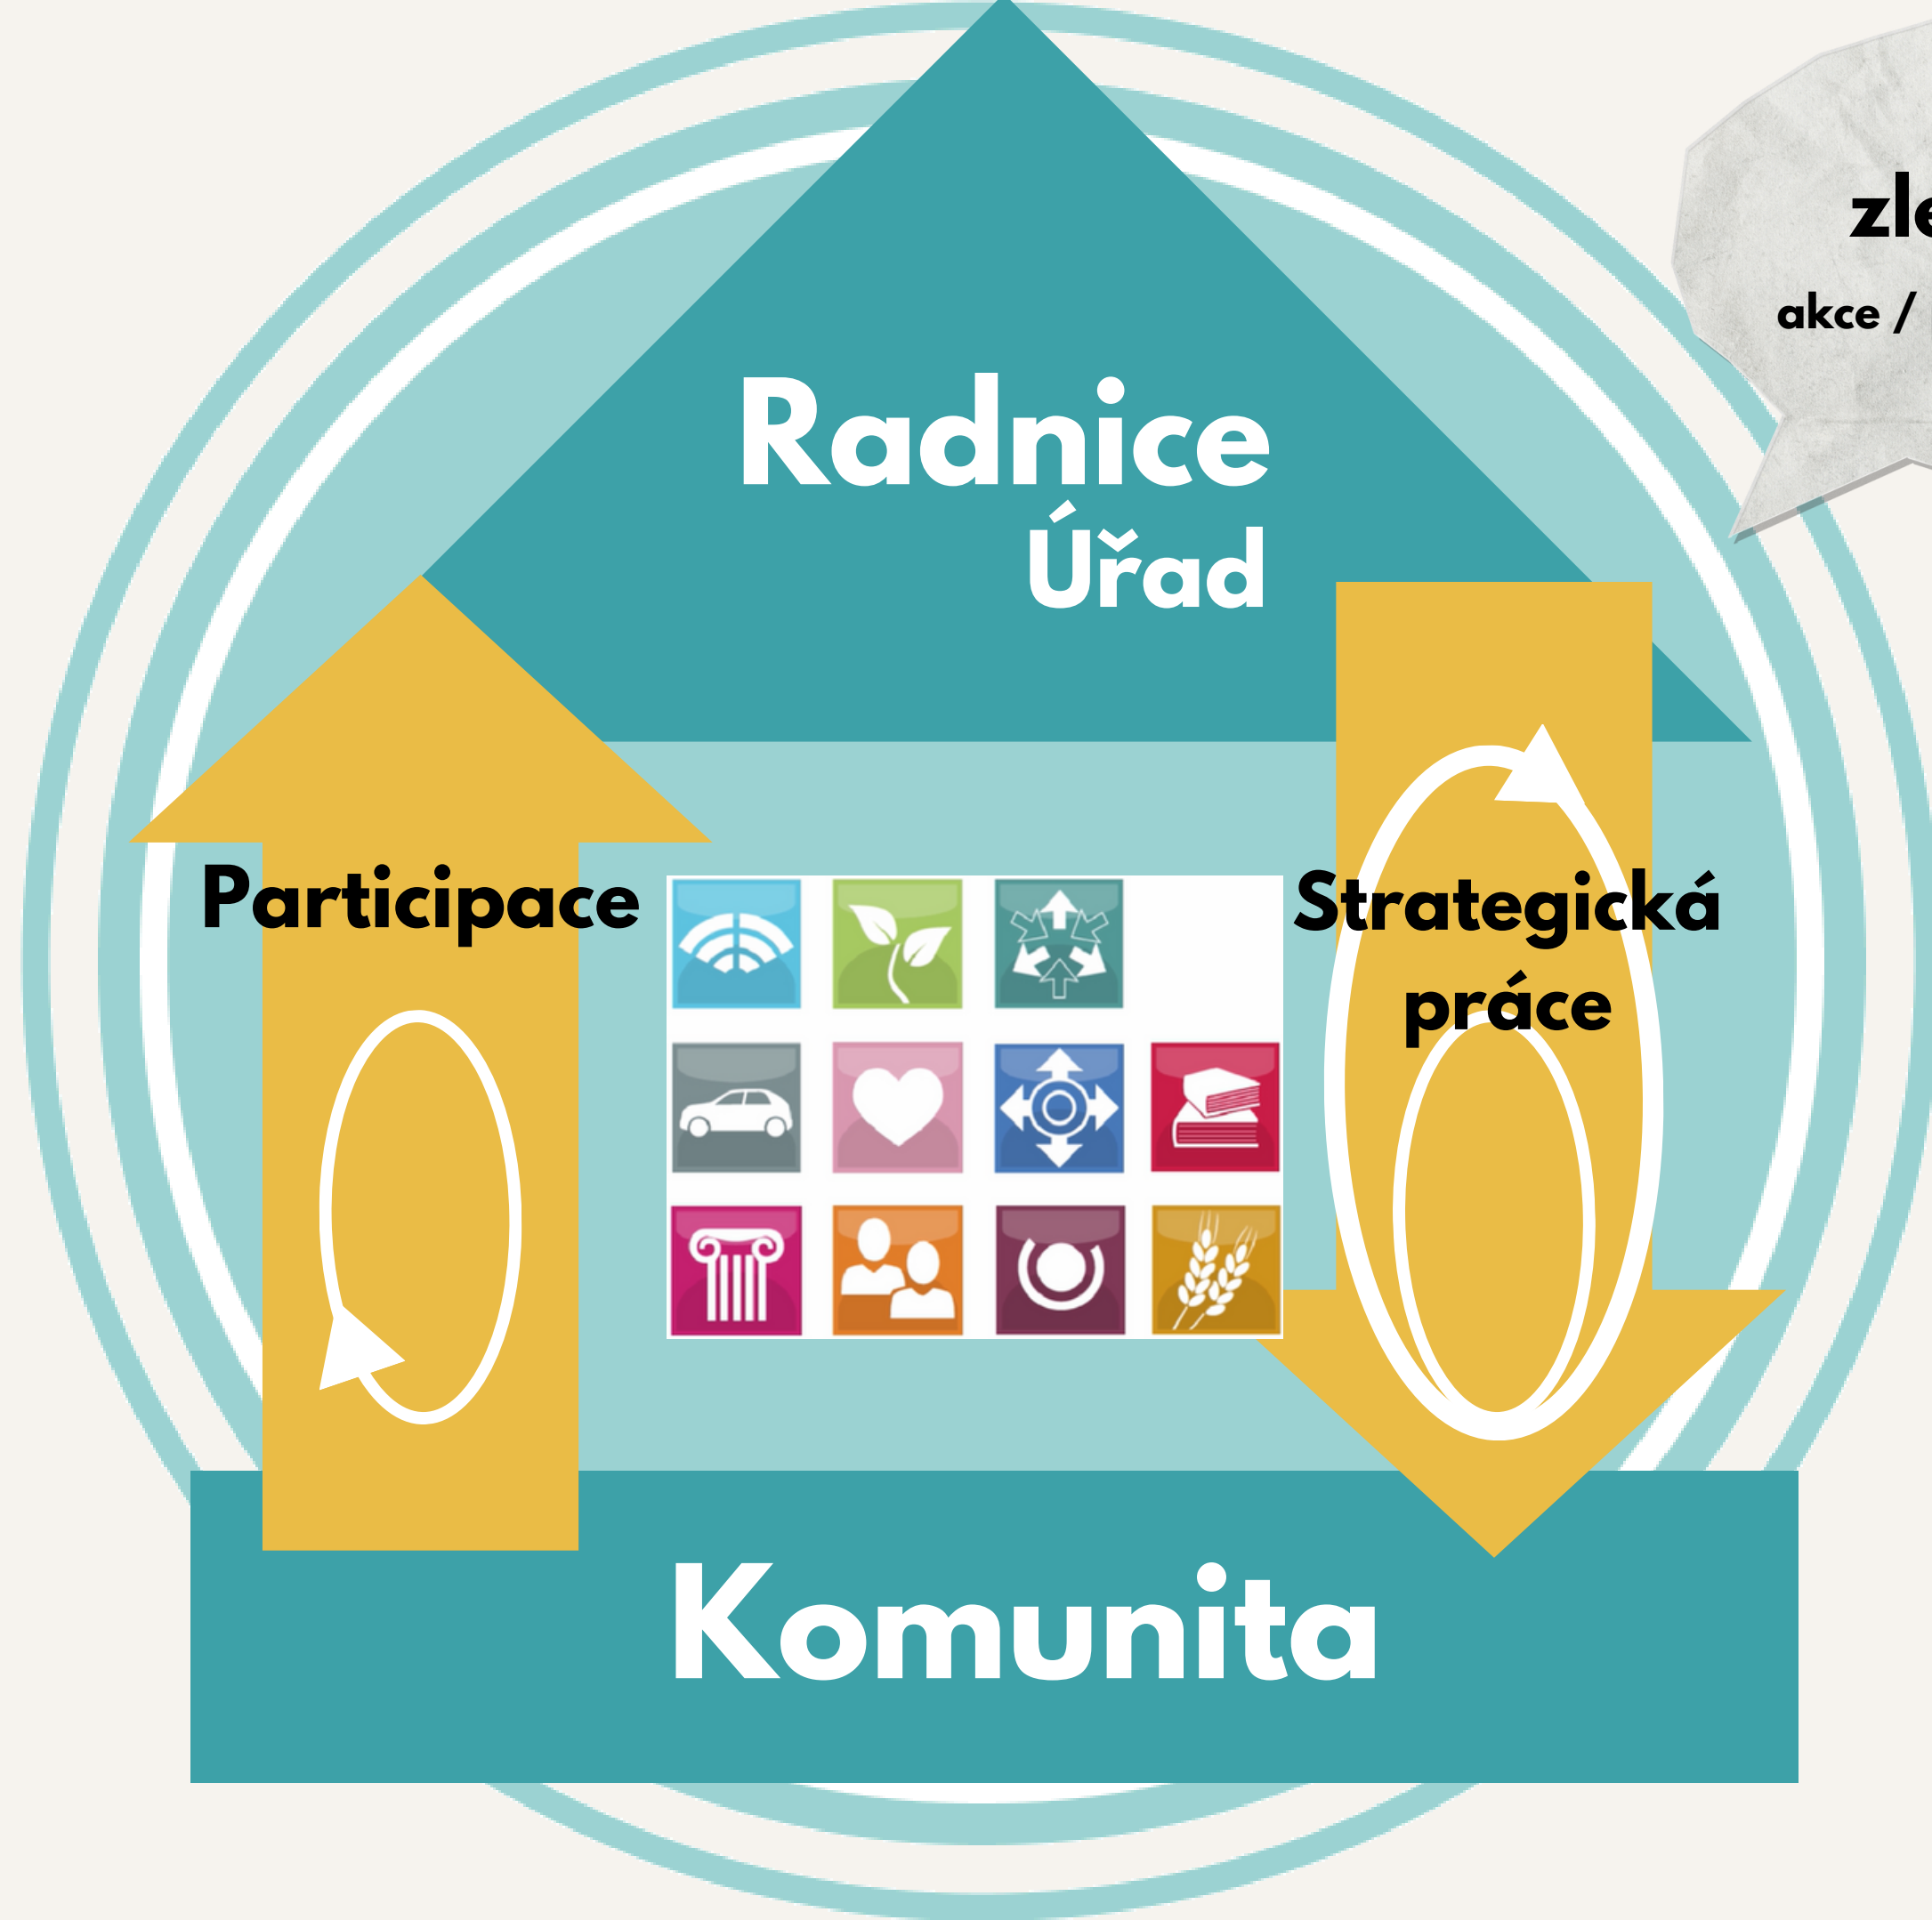 akce /
Radnice
Úřad
Participace
Strategická
práce
Komunita